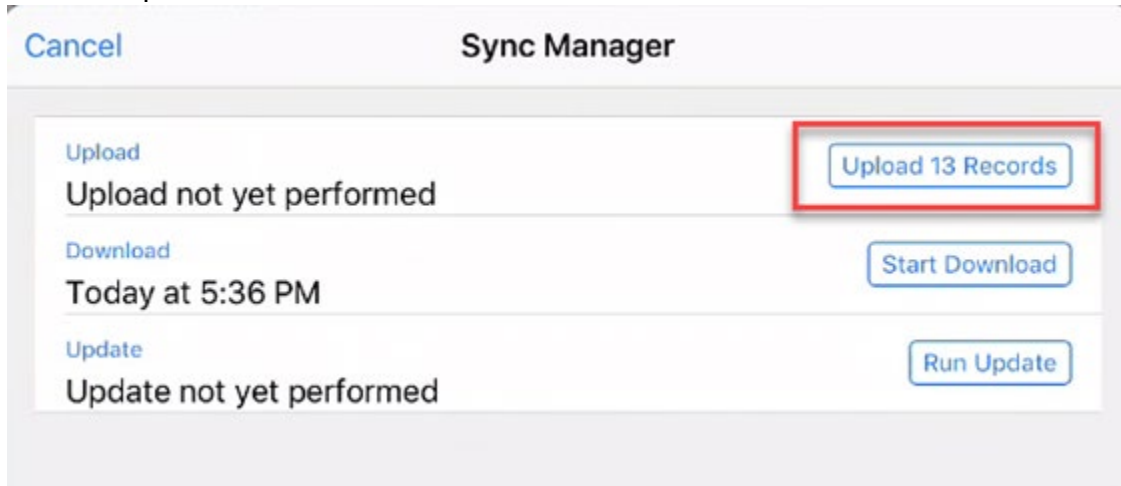 Cancel Sync Manager
Upload
Upload not yet performed
Upload 13 Records
Download
Today at 5:36 PM
Start Download
Update
Update not yet performed
Run Update